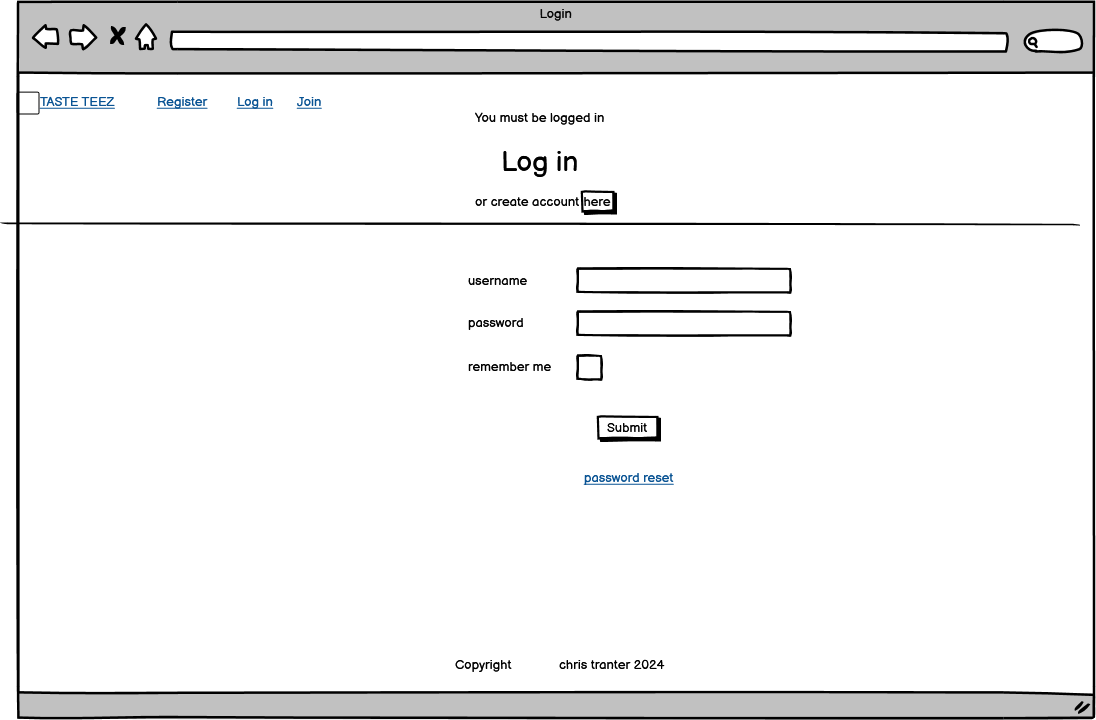 Login
TASTE TEEZ Register Log in Join
You must be logged in
Log in
or create account here
username
password
remember me
Submit
password reset
Copyright chris tranter 2024